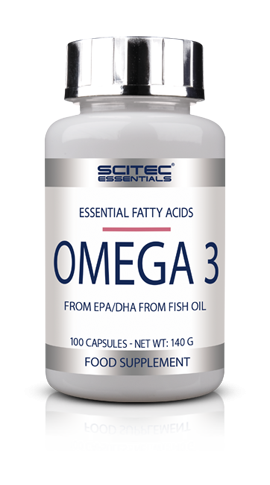 SCITEC®
ESSENTIALS
ESSENTIAL FATTY ACIDS
OMEGA 3
FROM EPA/DHA FROM FISH OIL
100 CAPSULES - NET WT: 140 G
FOOD SUPPLEMENT